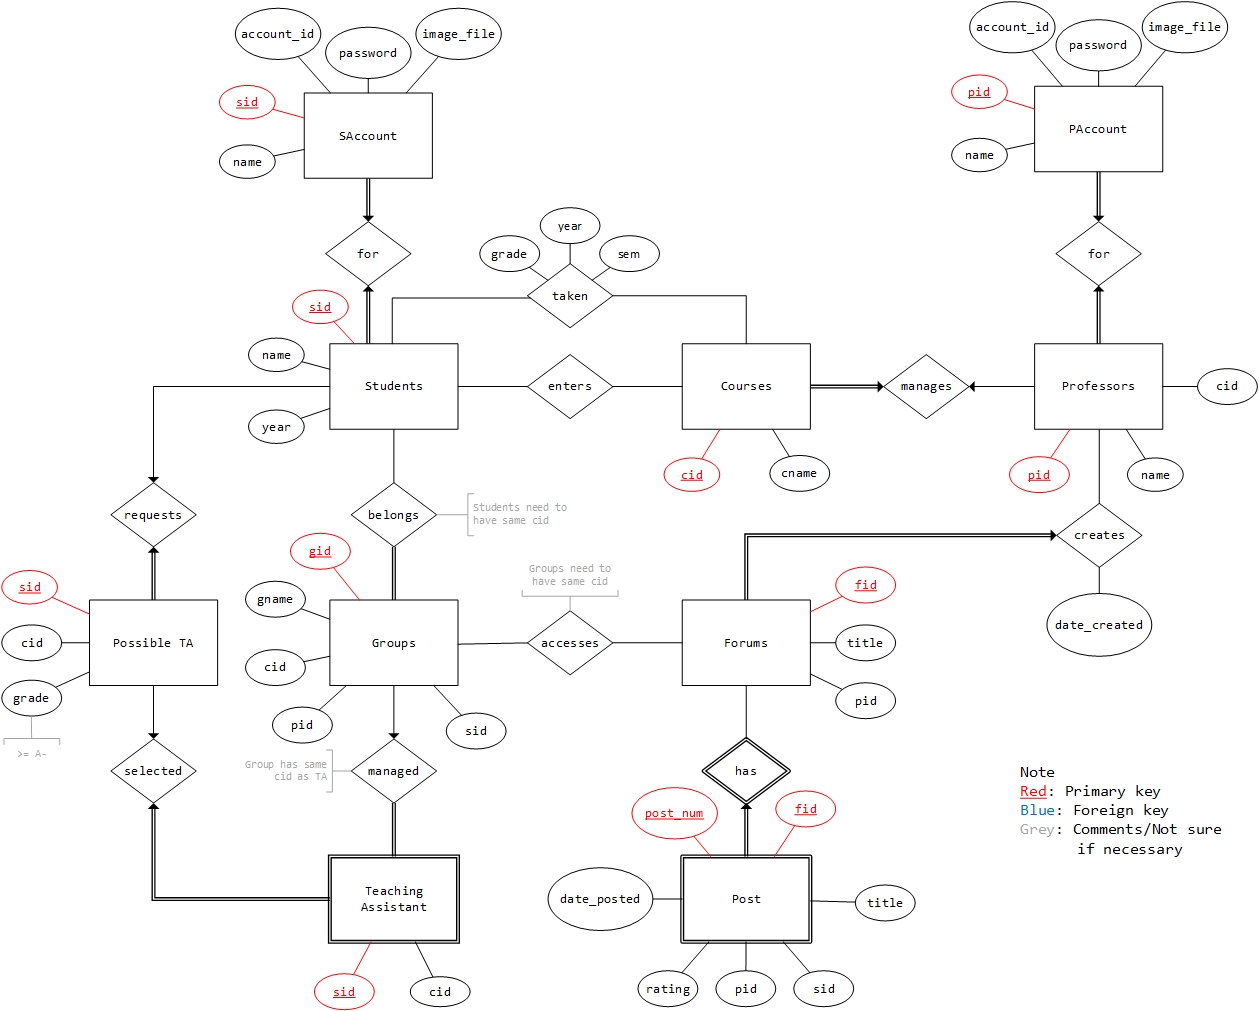 account_id
password
image_file
sid
SAccount
name
account_id
password
image_file
pid
PAccount
name
for
for
year
grade
sem
taken
sid
name
Students
year
enters
Courses
manages
Professors
cid
cid
cname
pid
name
requests
belongs
Students need to
have same cid
creates
date_created
gid
gname
Groups
cid
pid
sid
Groups need to
have same cid
accesses
fid
Forums
title
pid
sid
cid
Possible TA
grade
>= A-
selected
Group has same
cid as TA
managed
has
post_num
fid
date_posted
Post
title
rating
pid
sid
Teaching
Assistant
sid
cid
Note
Red: Primary key
Blue: Foreign key
Grey: Comments/Not sure
if necessary